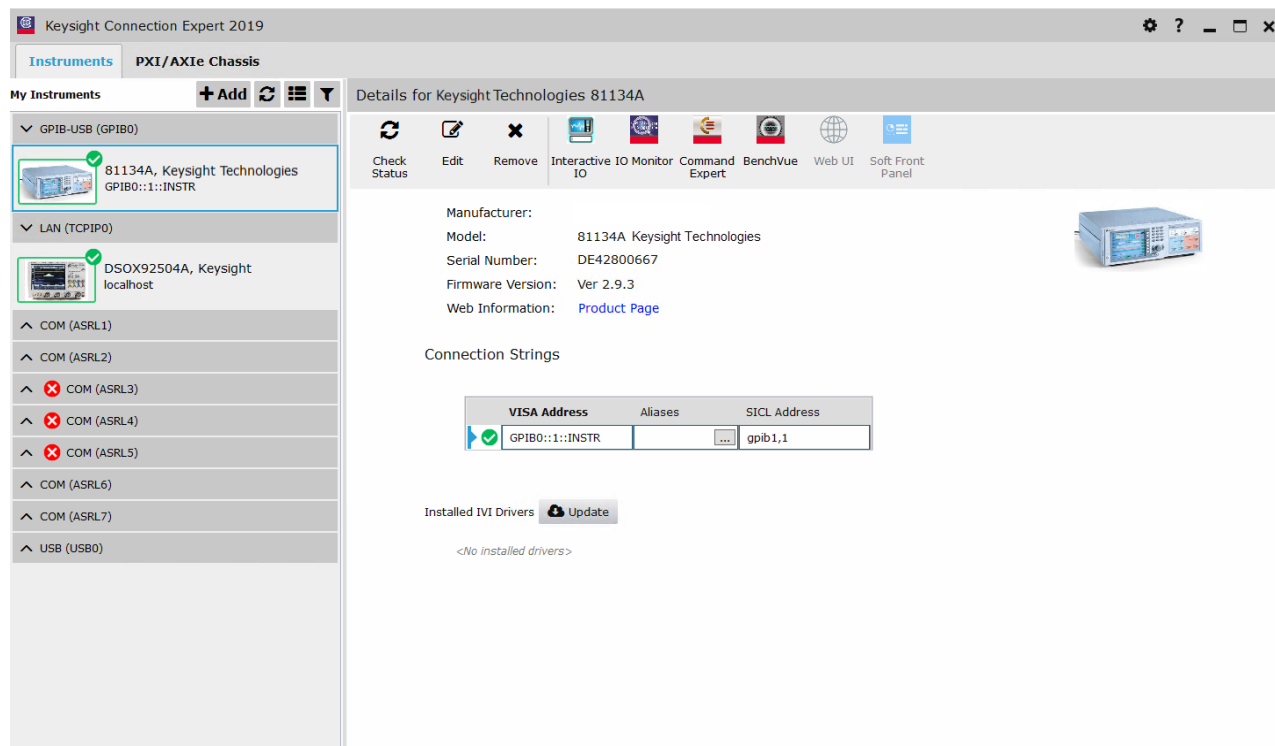 Keysight Connection Expert 2019
?
Instruments PXI/AXIe Chassis
My Instruments
Add
GPIB-USB (GPIB0)
81134A, Keysight Technologies
GPIB0::1::INSTR
LAN (TCPIP0)
DSOX92504A, Keysight
localhost
COM (ASRL1)
COM (ASRL2)
COM (ASRL3)
COM (ASRL4)
COM (ASRL5)
COM (ASRL6)
COM (ASRL7)
USB (USB0)
Details for Keysight Technologies 81134A
Check Status
Edit
Remove
Interactive IO
IO Monitor
Command Expert
BenchVue
Web UI
Soft Front Panel
Manufacturer:
Model: 81134A Keysight Technologies
Serial Number: DE42800667
Firmware Version: Ver 2.9.3
Web Information: Product Page
Connection Strings
VISA Address Aliases SICL Address
GPIB0::1::INSTR ... gpib1,1
Installed IVI Drivers Update
<No installed drivers>